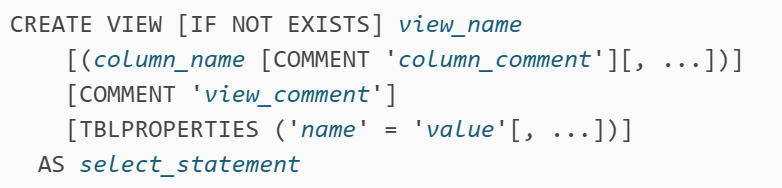 CREATE VIEW [IF NOT EXISTS] view_name
[(column_name [COMMENT 'column_comment'][, ...])]
[COMMENT 'view_comment']
[TBLPROPERTIES ('name' = 'value'[, ...])]
AS select_statement